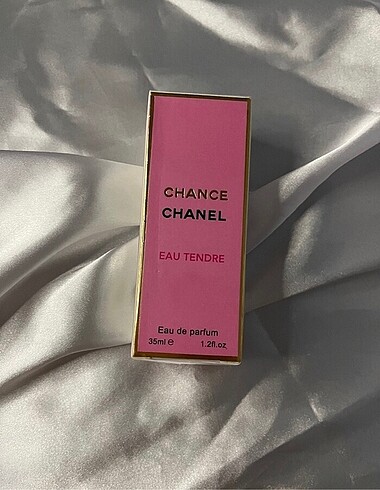 CHANCE
CHANEL
EAU TENDRE
Eau de parfum
35ml e 1.2fl.oz